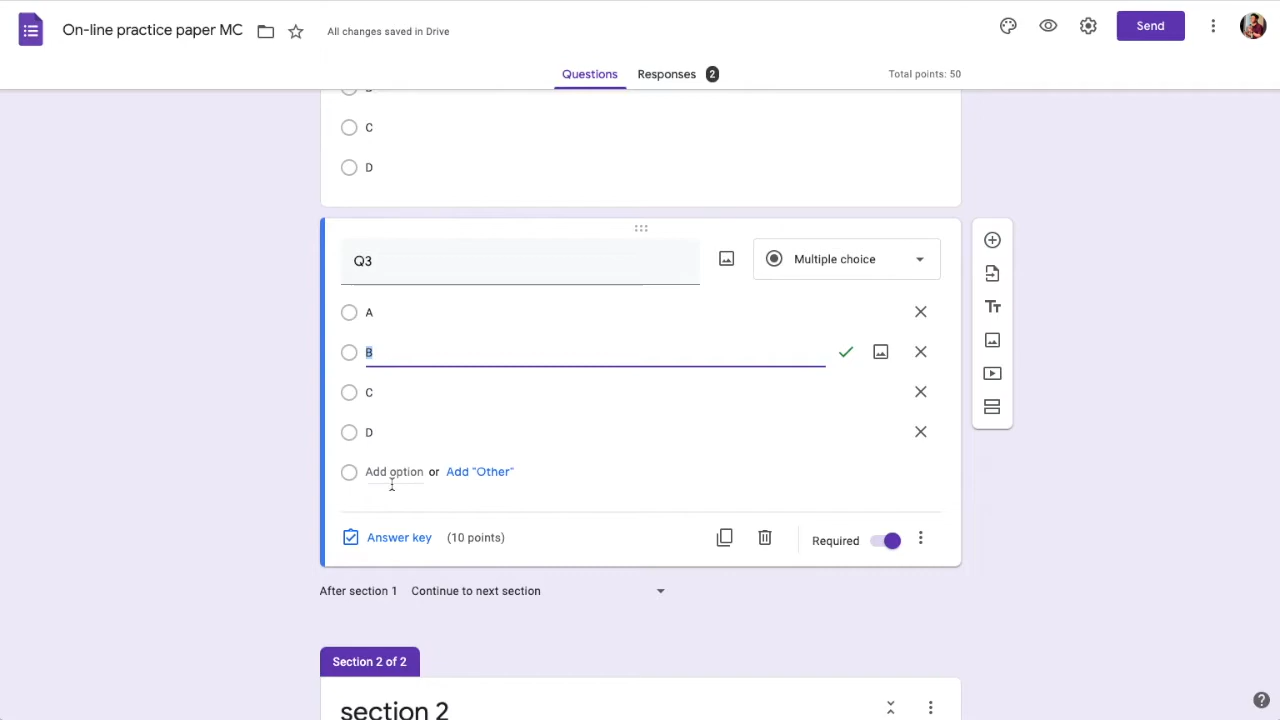 On-line practice paper MC
All changes saved in Drive
Send
Questions
Responses 2
Total points: 50
C
D
Q3
Multiple choice
A
B
C
D
Add option or Add "Other"
Answer key (10 points)
Required
After section 1 Continue to next section
Section 2 of 2
section 2